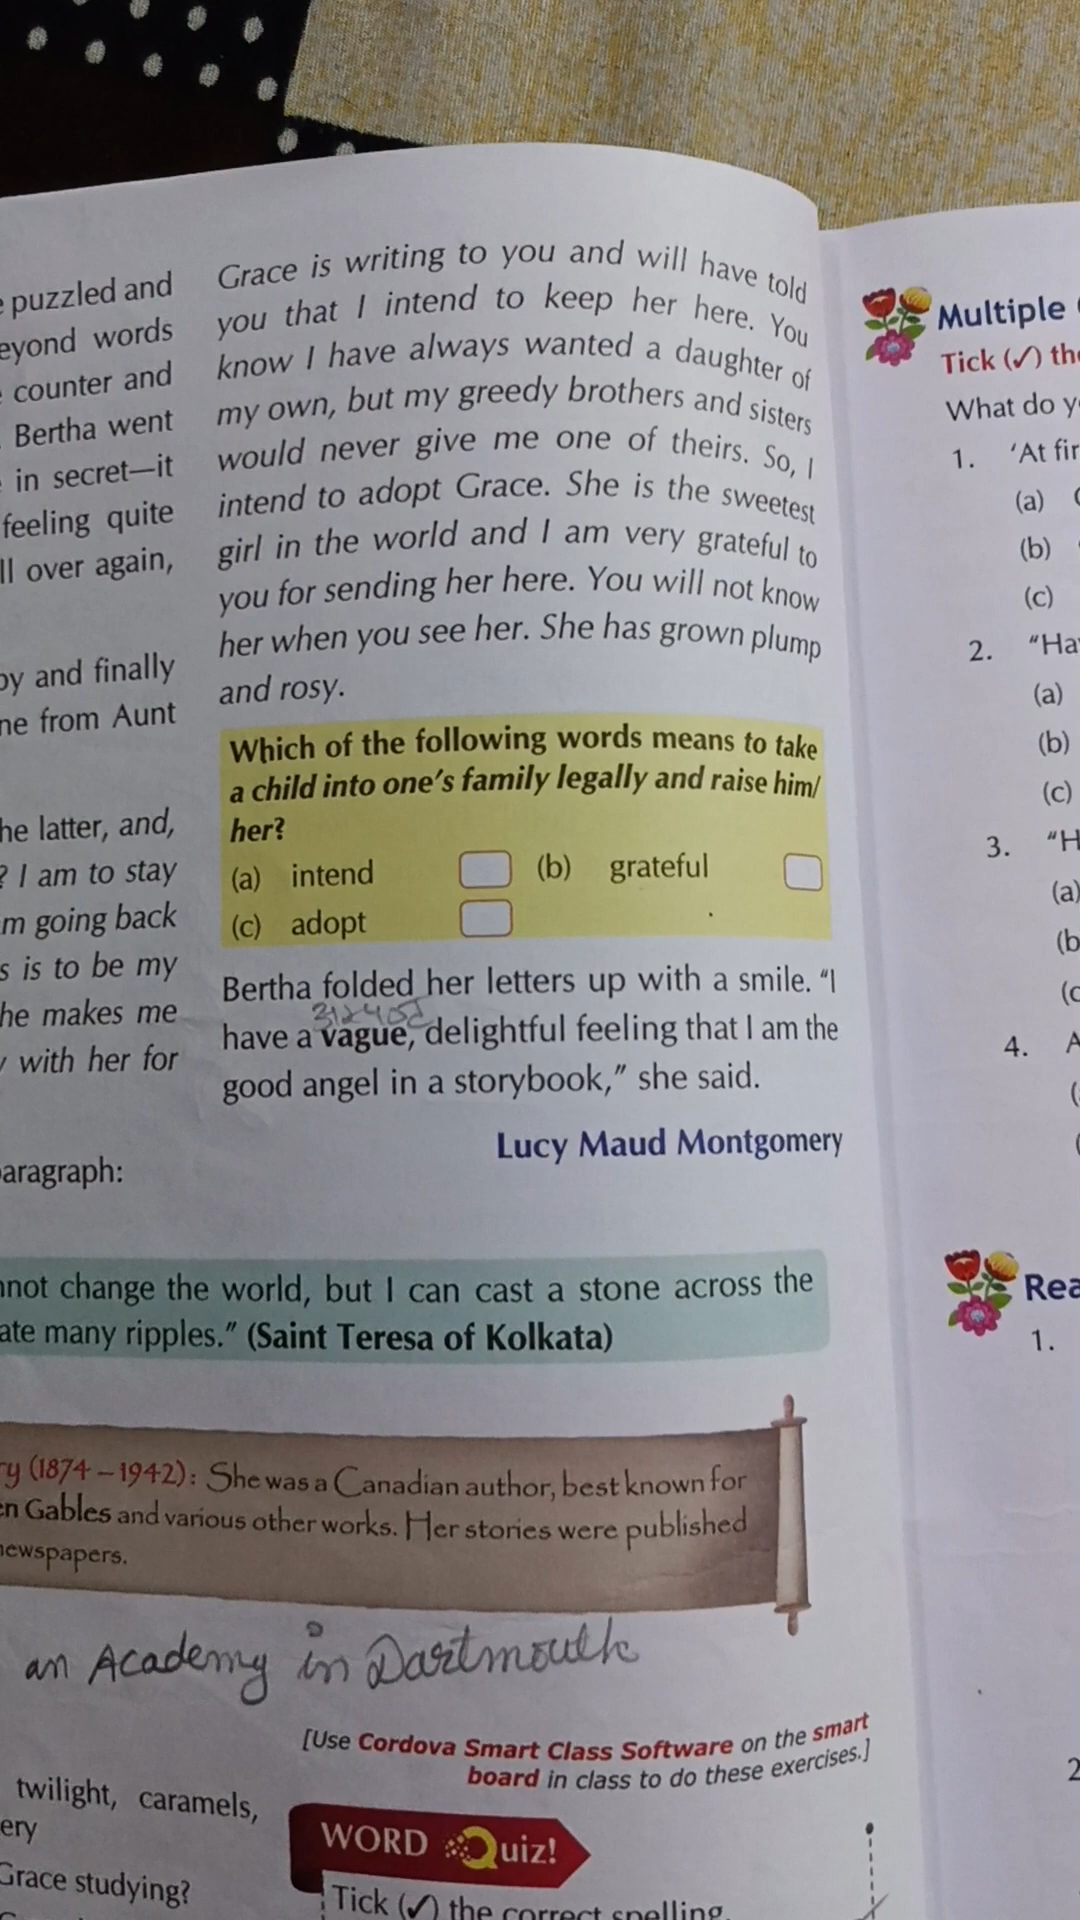 puzzled and
eyond words
counter and
Bertha went
in secret—it
feeling quite
ll over again,
by and finally
ne from Aunt
he latter, and,
? I am to stay
m going back
s is to be my
he makes me
with her for
aragraph:
Grace is writing to you and will have told
you that I intend to keep her here. You
know I have always wanted a daughter of
my own, but my greedy brothers and sisters
would never give me one of theirs. So, I
intend to adopt Grace. She is the sweetest
girl in the world and I am very grateful to
you for sending her here. You will not know
her when you see her. She has grown plump
and rosy.
Which of the following words means to take
a child into one's family legally and raise him/
her?
(a) intend (b) grateful
(c) adopt
Bertha folded her letters up with a smile. "I
have a vague, delightful feeling that I am the
good angel in a storybook," she said.
Lucy Maud Montgomery
nnot change the world, but I can cast a stone across the
ate many ripples." (Saint Teresa of Kolkata)
ry (1874 – 1942): She was a Canadian author, best known for
en Gables and various other works. Her stories were published
newspapers.
an Academy in Dartmouth
[Use Cordova Smart Class Software on the smart
board in class to do these exercises.]
twilight, caramels,
ery
Grace studying?
WORD Quiz!
Tick (✓) the correct spelling.
Multiple
Tick (✓) the
What do y
1. 'At fir
(a)
(b)
(c)
2. "Ha
(a)
(b)
(c)
3. "H
(a)
(b
(c
4. A
Rea
1.
2